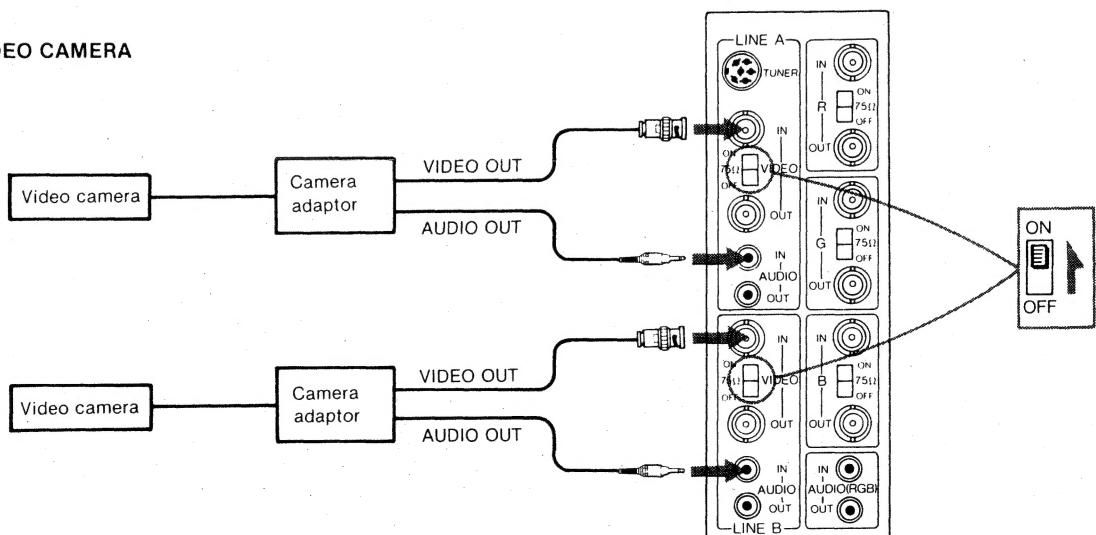 EO CAMERA
Video camera
Camera
adaptor
VIDEO OUT
AUDIO OUT
Video camera
Camera
adaptor
VIDEO OUT
AUDIO OUT
LINE A
TUNER
IN
ON
75Ω
VIDEO
OFF
OUT
IN
AUDIO
OUT
IN
ON
75Ω
VIDEO
OFF
OUT
IN
AUDIO
OUT
LINE B
IN
ON
R
75Ω
OFF
OUT
IN
ON
G
75Ω
OFF
OUT
IN
ON
B
75Ω
OFF
OUT
IN
AUDIO(RGB)
OUT
ON
OFF